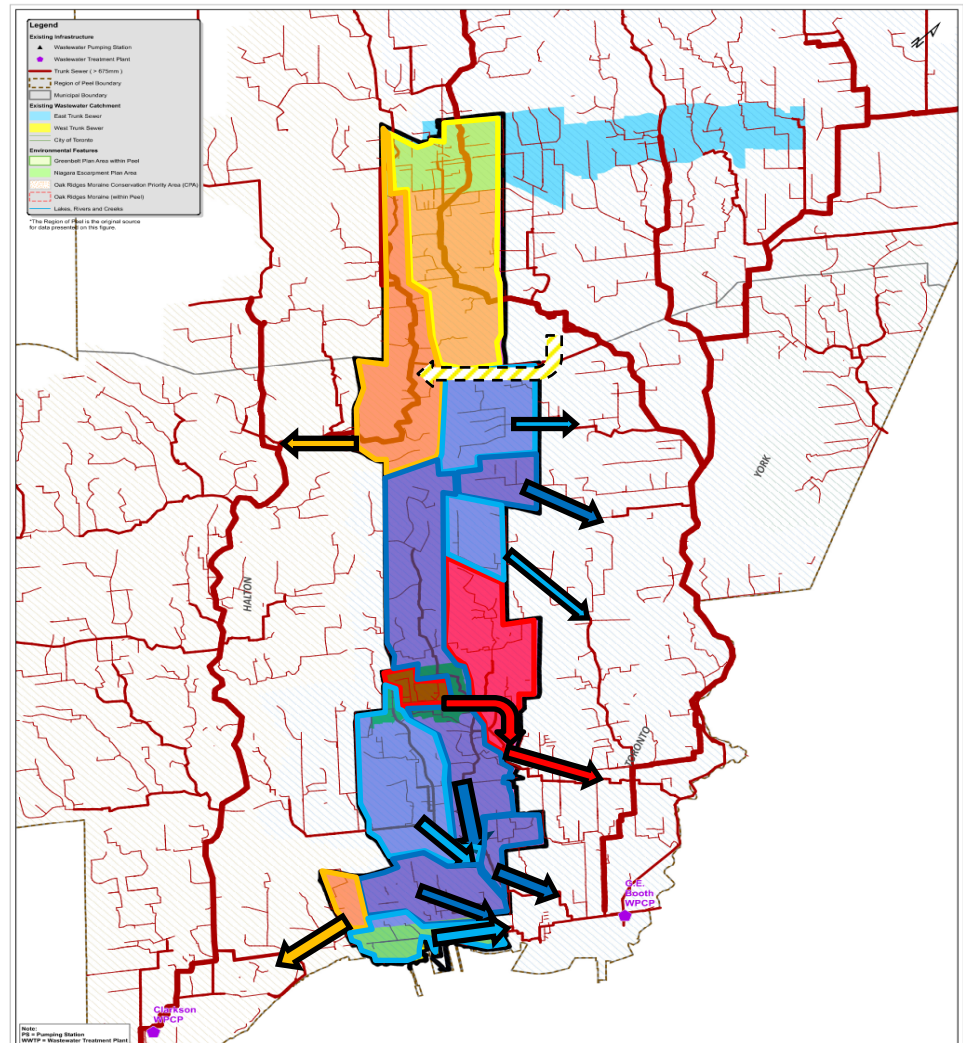 Legend
Existing Infrastructure
Wastewater Pumping Station
Wastewater Treatment Plant
Trunk Sewer ( > 675mm )
Region of Peel Boundary
Municipal Boundary
Existing Wastewater Catchment
East Trunk Sewer
West Trunk Sewer
City of Toronto
Environmental Features
Greenbelt Plan Area within Peel
Niagara Escarpment Plan Area
Oak Ridges Moraine Conservation Priority Area (CPA)
Oak Ridges Moraine (within Peel)
Lakes, Rivers and Creeks
*The Region of Peel is the original source
for data presented on this figure.
N
YORK
HALTON
TORONTO
G.E.
Booth
WPCP
Clarkson
WPCP
Note:
PS = Pumping Station
WWTP = Wastewater Treatment Plant